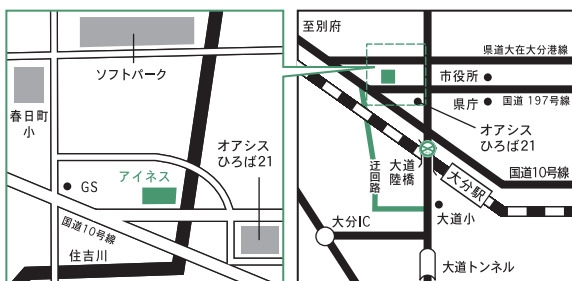 ソフトパーク
春日町
小
オアシス
ひろば21
アイネス
GS
国道10号線
住吉川
至別府
県道大在大分港線
市役所
県庁
国道 197号線
オアシス
ひろば21
大道
陸橋
迂回路
国道10号線
大分駅
大分IC
大道小
大道トンネル